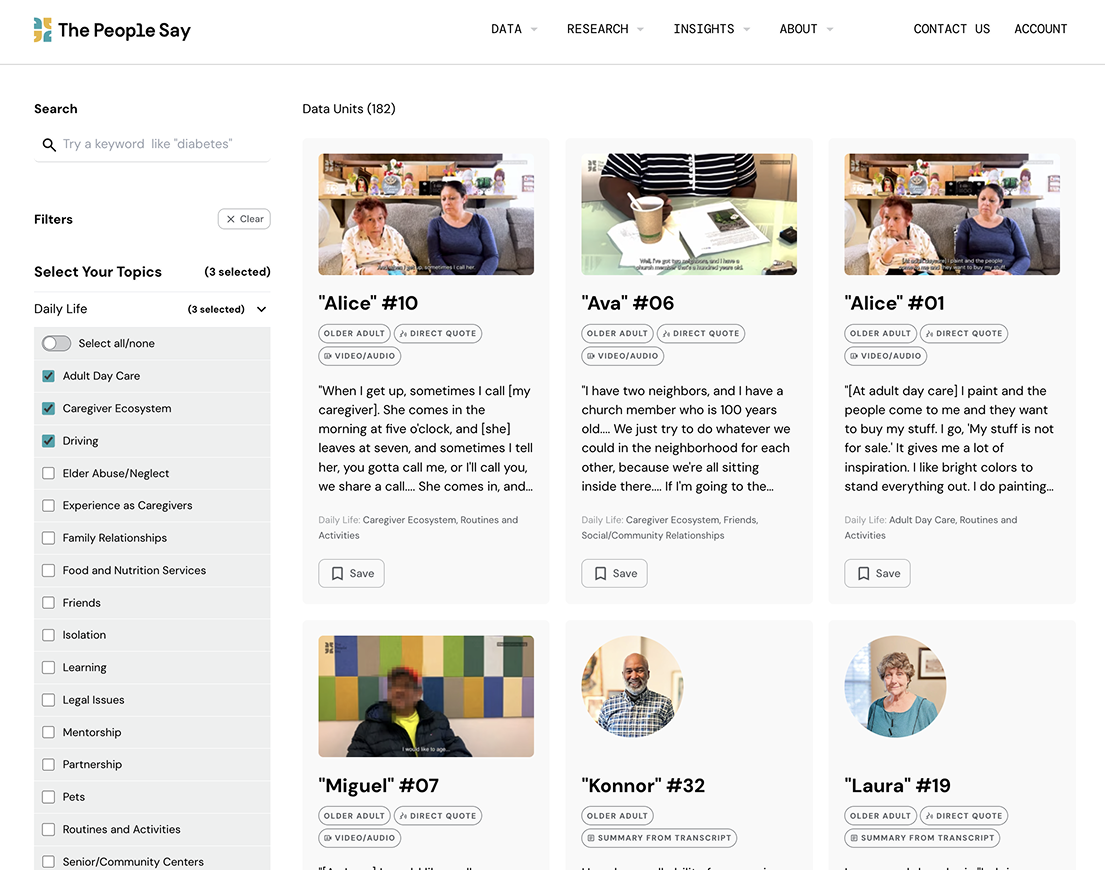 The People Say
DATA
RESEARCH
INSIGHTS
ABOUT
CONTACT US
ACCOUNT
Search
Try a keyword like "diabetes"
Filters
Clear
Select Your Topics
(3 selected)
Daily Life
(3 selected)
Select all/none
Adult Day Care
Caregiver Ecosystem
Driving
Elder Abuse/Neglect
Experience as Caregivers
Family Relationships
Food and Nutrition Services
Friends
Isolation
Learning
Legal Issues
Mentorship
Partnership
Pets
Routines and Activities
Senior/Community Centers
Data Units (182)
And when I get up, sometimes I call her...
"Alice" #10
OLDER ADULT
DIRECT QUOTE
VIDEO/AUDIO
"When I get up, sometimes I call [my
caregiver]. She comes in the
morning at five o'clock, and [she]
leaves at seven, and sometimes I tell
her, you gotta call me, or I'll call you,
we share a call.... She comes in, and...
Daily Life: Caregiver Ecosystem, Routines and
Activities
Save
Well, I've got two neighbors, and I have a
church member that's a hundred years old.
"Ava" #06
OLDER ADULT
DIRECT QUOTE
VIDEO/AUDIO
"I have two neighbors, and I have a
church member who is 100 years
old.... We just try to do whatever we
could in the neighborhood for each
other, because we're all sitting
inside there.... If I'm going to the...
Daily Life: Caregiver Ecosystem, Friends,
Social/Community Relationships
Save
[At adult daycare] I paint and the people
come to me and they want to buy my stuff.
"Alice" #01
OLDER ADULT
DIRECT QUOTE
VIDEO/AUDIO
"[At adult day care] I paint and the
people come to me and they want
to buy my stuff. I go, 'My stuff is not
for sale.' It gives me a lot of
inspiration. I like bright colors to
stand everything out. I do painting...
Daily Life: Adult Day Care, Routines and
Activities
Save
I would like to age...
"Miguel" #07
OLDER ADULT
DIRECT QUOTE
VIDEO/AUDIO
"Konnor" #32
OLDER ADULT
SUMMARY FROM TRANSCRIPT
"Laura" #19
OLDER ADULT
DIRECT QUOTE
SUMMARY FROM TRANSCRIPT